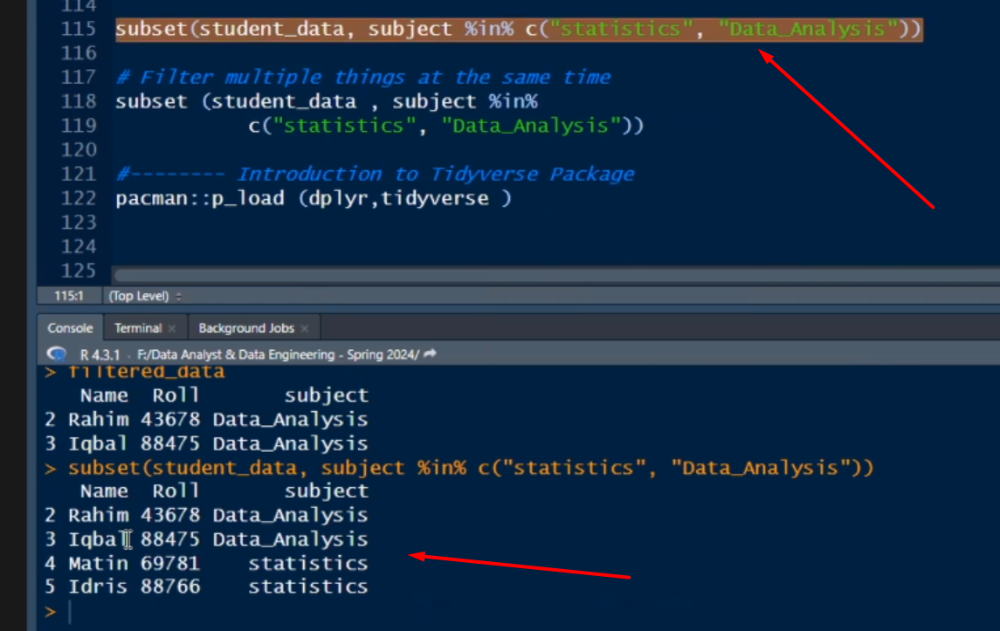 114
115 subset(student_data, subject %in% c("statistics", "Data_Analysis"))
116
117 # Filter multiple things at the same time
118 subset (student_data , subject %in%
119 c("statistics", "Data_Analysis"))
120
121 #-------- Introduction to Tidyverse Package
122 pacman::p_load (dplyr,tidyverse )
123
124
125
115:1 (Top Level)
Console Terminal Background Jobs
R 4.3.1 · F:/Data Analyst & Data Engineering - Spring 2024/
> filtered_data
Name Roll subject
2 Rahim 43678 Data_Analysis
3 Iqbal 88475 Data_Analysis
> subset(student_data, subject %in% c("statistics", "Data_Analysis"))
Name Roll subject
2 Rahim 43678 Data_Analysis
3 Iqbal 88475 Data_Analysis
4 Matin 69781 statistics
5 Idris 88766 statistics
>